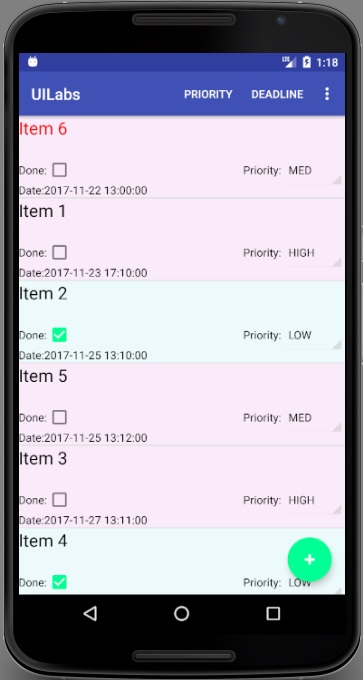 LTE 1:18
UILabs PRIORITY DEADLINE
Item 6
Done: Priority: MED
Date:2017-11-22 13:00:00
Item 1
Done: Priority: HIGH
Date:2017-11-23 17:10:00
Item 2
Done: Priority: LOW
Date:2017-11-25 13:10:00
Item 5
Done: Priority: MED
Date:2017-11-25 13:12:00
Item 3
Done: Priority: HIGH
Date:2017-11-27 13:11:00
Item 4
Done: Priority: LOW
+